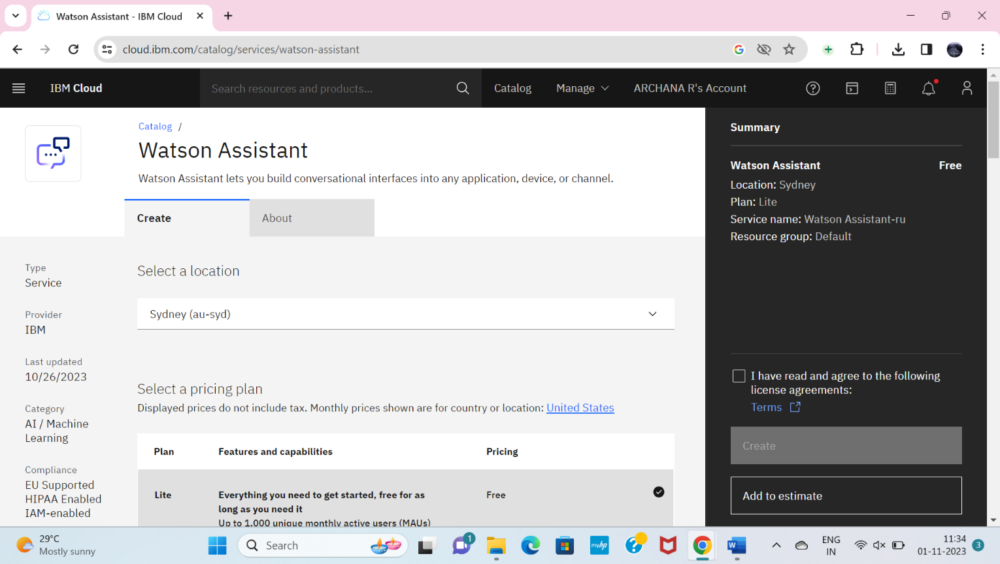 Watson Assistant - IBM Cloud
cloud.ibm.com/catalog/services/watson-assistant
IBM Cloud
Search resources and products...
Catalog
Manage
ARCHANA R's Account
Catalog /
Watson Assistant
Watson Assistant lets you build conversational interfaces into any application, device, or channel.
Create
About
Type
Service
Provider
IBM
Last updated
10/26/2023
Category
AI / Machine
Learning
Compliance
EU Supported
HIPAA Enabled
IAM-enabled
Select a location
Sydney (au-syd)
Select a pricing plan
Displayed prices do not include tax. Monthly prices shown are for country or location: United States
Plan
Features and capabilities
Pricing
Lite
Everything you need to get started, free for as
long as you need it
Up to 1,000 unique monthly active users (MAUs)
Free
Summary
Watson Assistant
Free
Location: Sydney
Plan: Lite
Service name: Watson Assistant-ru
Resource group: Default
I have read and agree to the following
license agreements:
Terms
Create
Add to estimate
29°C
Mostly sunny
Search
1
myhp
W
ENG
IN
11:34
01-11-2023
3